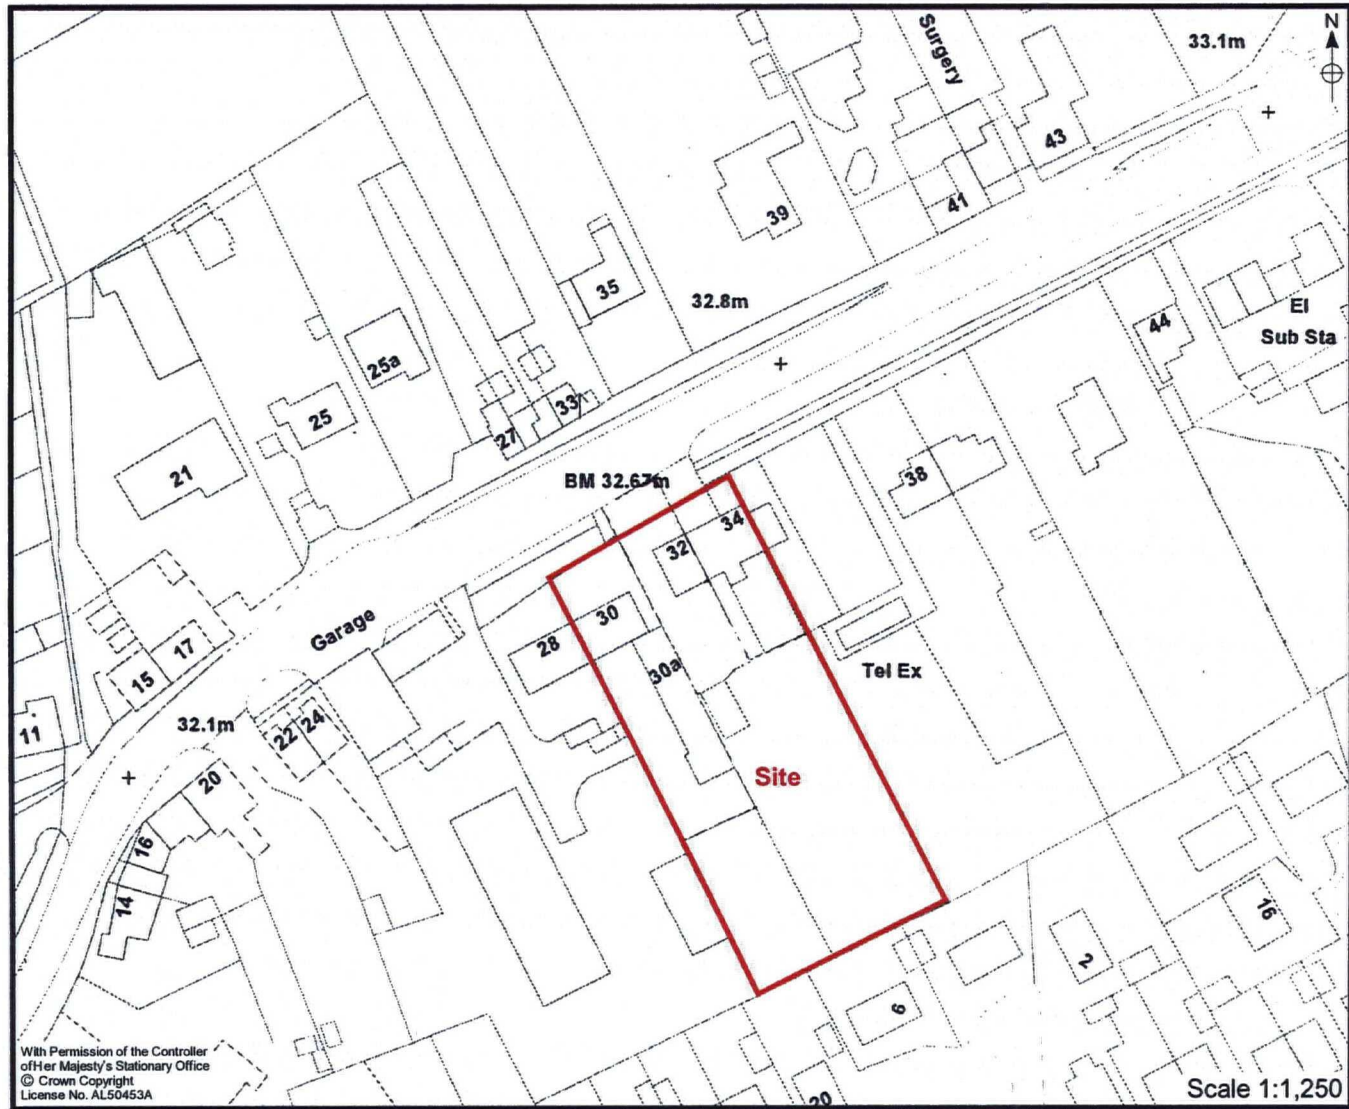 N
33.1m
Surgery
43
41
39
35
32.8m
El
Sub Sta
44
25a
33
25
27
21
38
BM 32.67m
34
32
30
28
30a
Garage
17
15
Tel Ex
11
32.1m
24
22
20
Site
16
14
16
2
6
20
With Permission of the Controller
of Her Majesty's Stationary Office
© Crown Copyright
License No. AL50453A
Scale 1:1,250